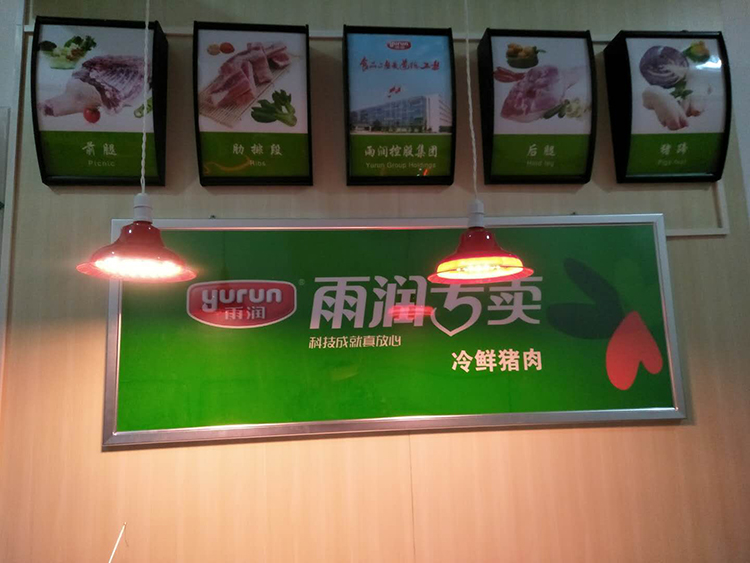 前腿
Picnic
肋排段
Ribs
yurun
雨润控股集团
Yurun Group Holdings
后腿
Hind leg
猪蹄
yurun
雨润
®
雨润专卖
科技成就真放心
冷鲜猪肉